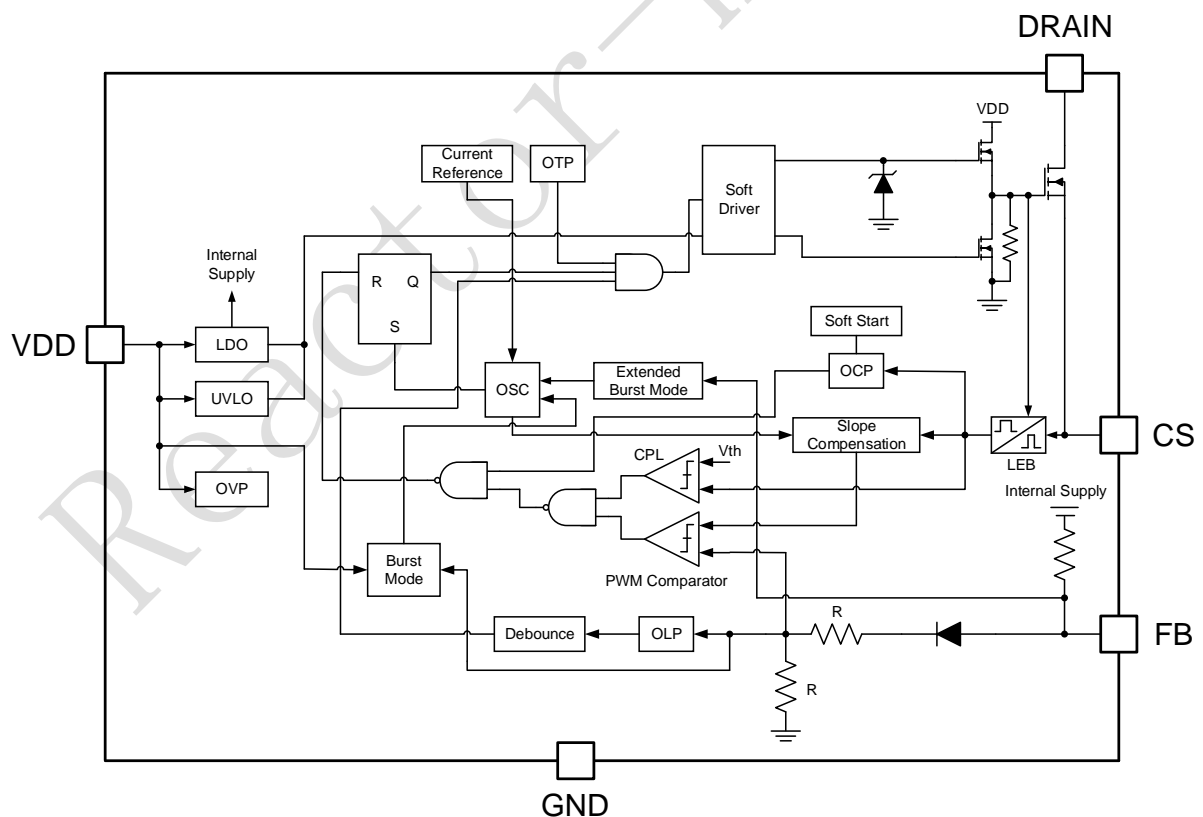 DRAIN
VDD
Current
Reference
OTP
Soft
Driver
Internal
Supply
R
Q
S
Soft Start
VDD
LDO
OSC
Extended
Burst Mode
OCP
UVLO
Slope
Compensation
CS
LEB
CPL
Vth
Internal Supply
OVP
Burst
Mode
PWM Comparator
R
Debounce
OLP
FB
R
GND
Reactor-